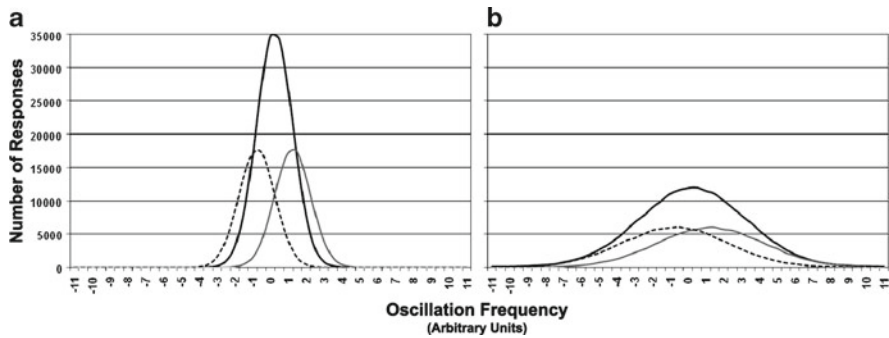 a
b
35000
30000
25000
20000
15000
10000
5000
0
Number of Responses
-11 -10 -9 -8 -7 -6 -5 -4 -3 -2 -1 0 1 2 3 4 5 6 7 8 9 10 11
-11 -10 -9 -8 -7 -6 -5 -4 -3 -2 -1 0 1 2 3 4 5 6 7 8 9 10 11
Oscillation Frequency
(Arbitrary Units)